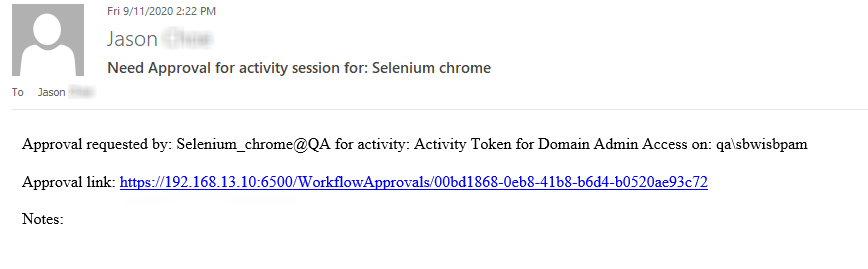 Fri 9/11/2020 2:22 PM
Jason
Need Approval for activity session for: Selenium chrome
To Jason
Approval requested by: Selenium_chrome@QA for activity: Activity Token for Domain Admin Access on: qa\sbwisbpam
Approval link: https://192.168.13.10:6500/WorkflowApprovals/00bd1868-0eb8-41b8-b6d4-b0520ae93c72
Notes: